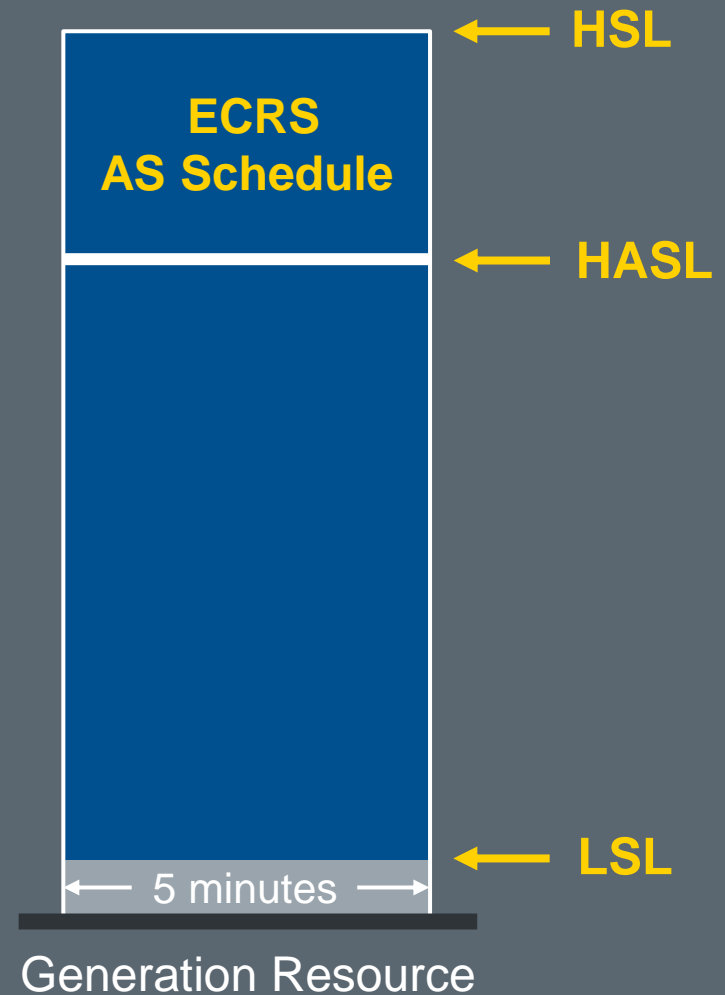 HSL
ECRS
AS Schedule
HASL
LSL
5 minutes
Generation Resource